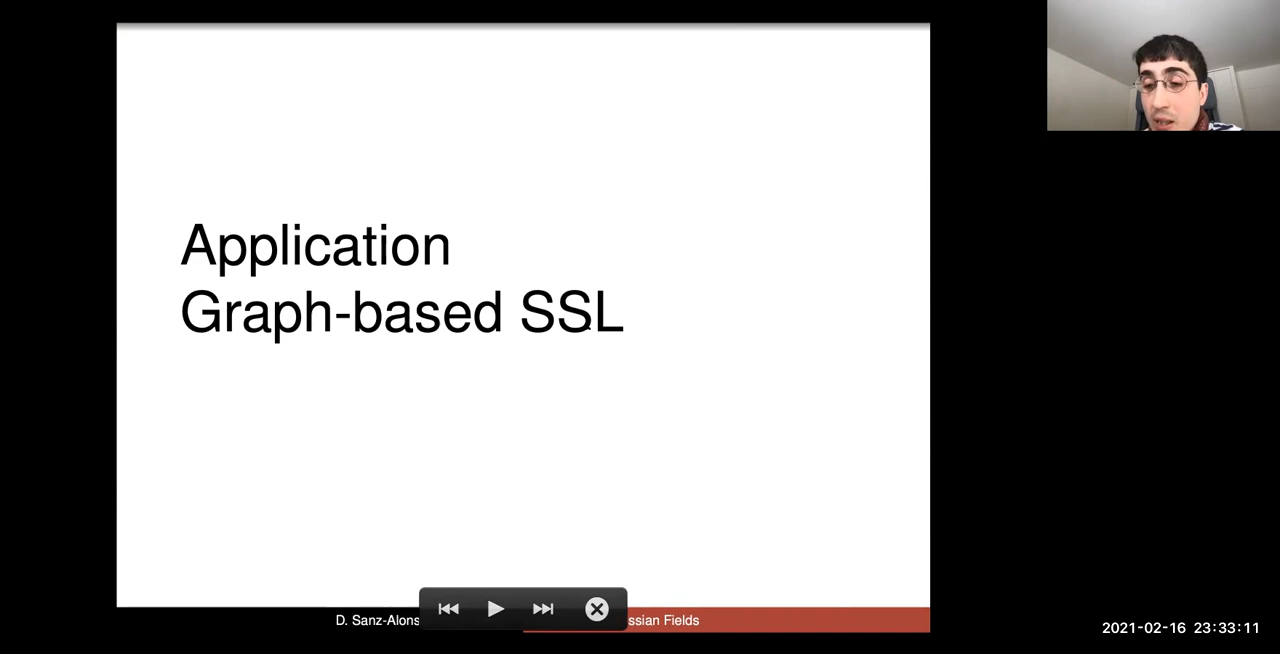 Application
Graph-based SSL
D. Sanz-Alons
ssian Fields
2021-02-16 23:33:11